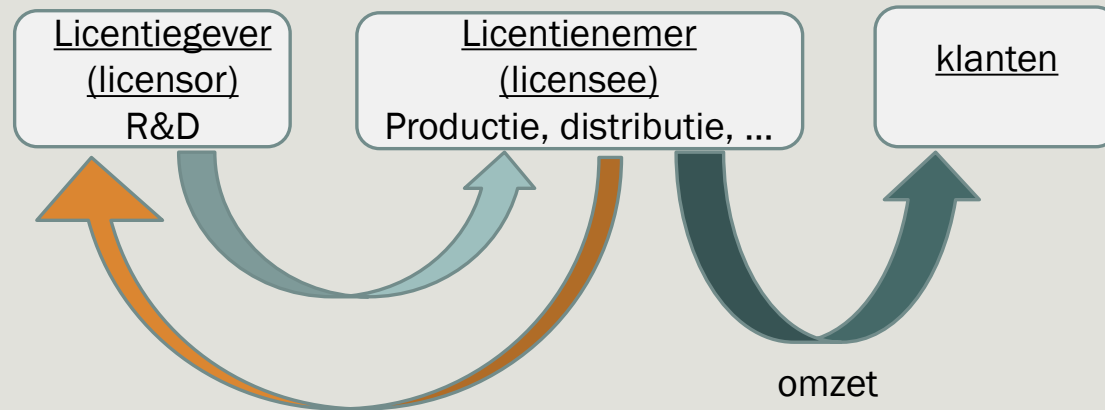 Licentiegever
(licensor)
R&D
Licentienemer
(licensee)
Productie, distributie, ...
klanten
omzet